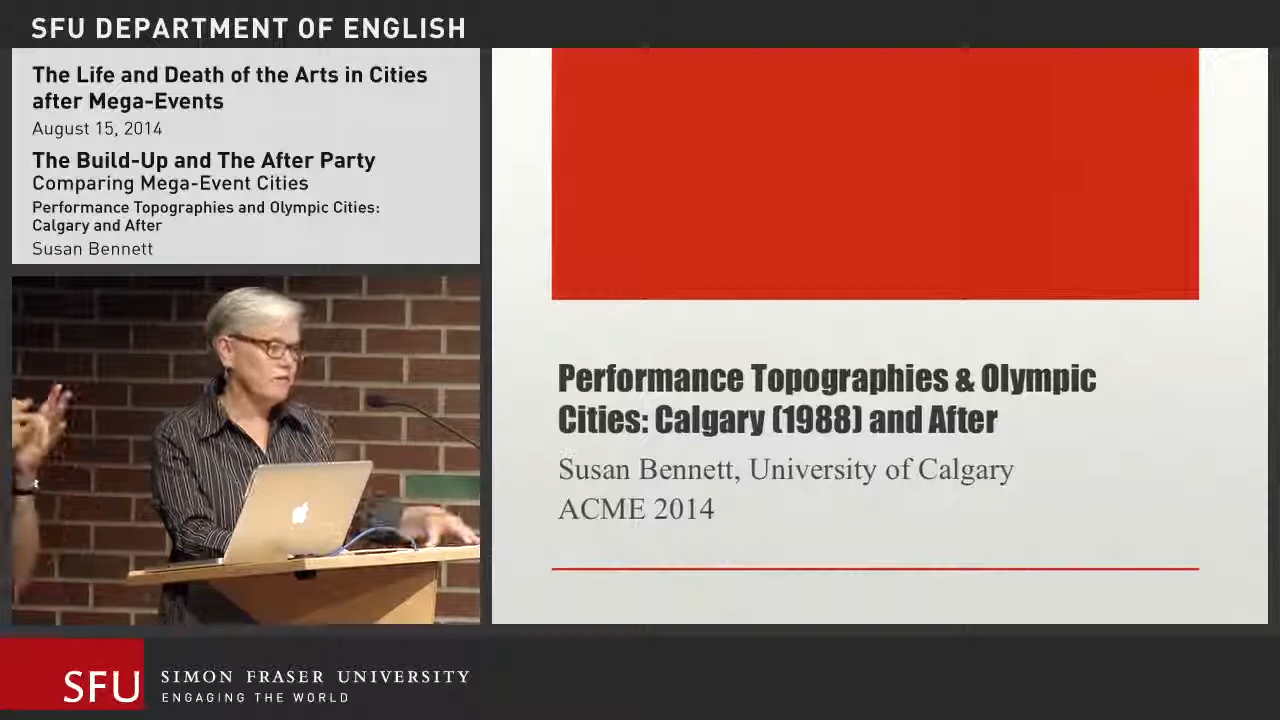 SFU DEPARTMENT OF ENGLISH
The Life and Death of the Arts in Cities
after Mega-Events
August 15, 2014
The Build-Up and The After Party
Comparing Mega-Event Cities
Performance Topographies and Olympic Cities:
Calgary and After
Susan Bennett
Performance Topographies & Olympic
Cities: Calgary (1988) and After
Susan Bennett, University of Calgary
ACME 2014
SFU
SIMON FRASER UNIVERSITY
ENGAGING THE WORLD